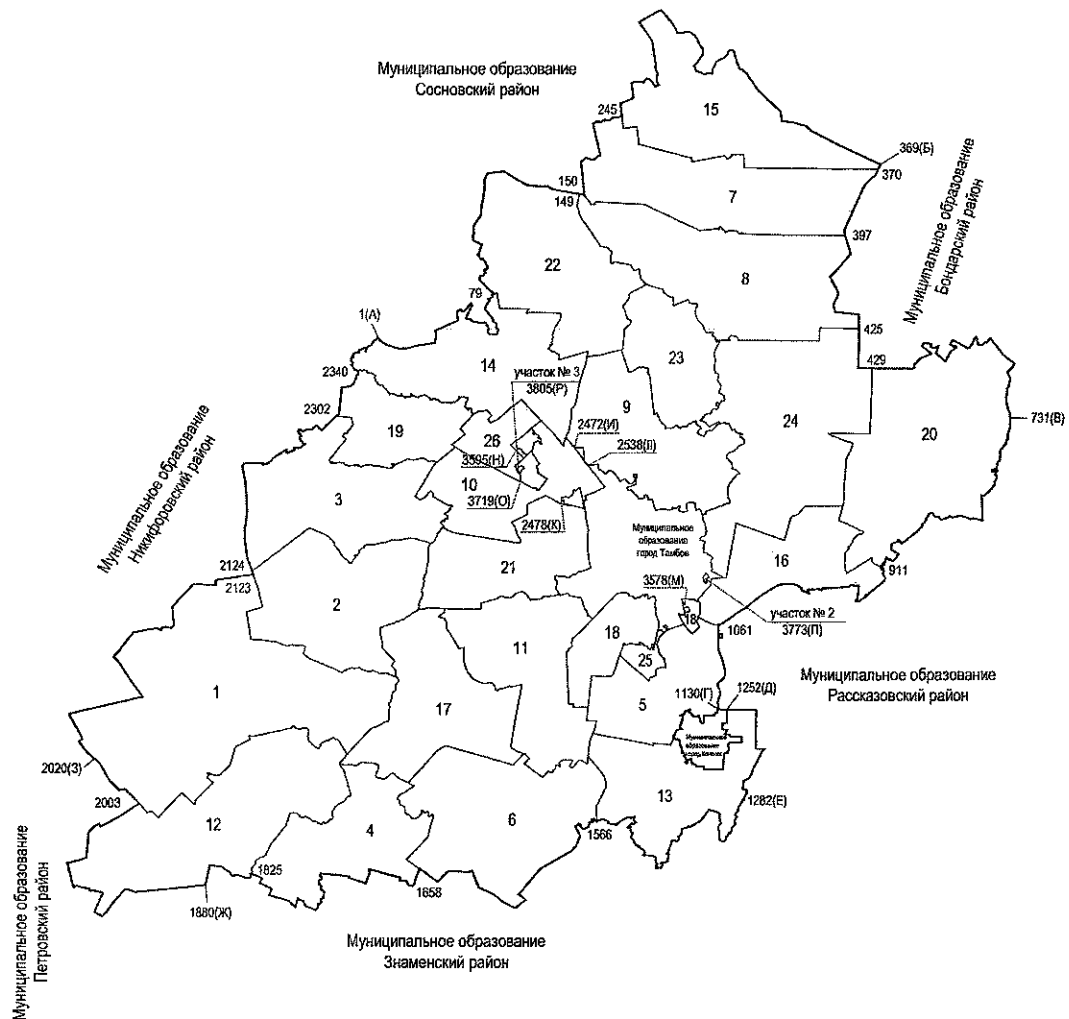 Муниципальное образование
Сосновский район
245
15
369(Б)
370
150
149
7
397
Муниципальное образование
Бондарский район
22
8
79
1(А)
425
429
14
23
участок № 3
3805(Р)
2340
2302
9
24
20
731(В)
19
26
2472(И)
2538(Л)
3595(Н)
10
3719(О)
3
2478(К)
Муниципальное образование
Никифоровский район
Муниципальное
образование
город Тамбов
16
911
2124
2123
21
2
3578(М)
участок № 2
3773(П)
18
18
1061
11
25
Муниципальное образование
Рассказовский район
1
17
5
1130(Г)
1252(Д)
Муниципальное
образование
2020(З)
2003
13
1282(Е)
12
4
6
1566
1825
1658
1880(Ж)
Муниципальное образование
Петровский район
Муниципальное образование
Знаменский район